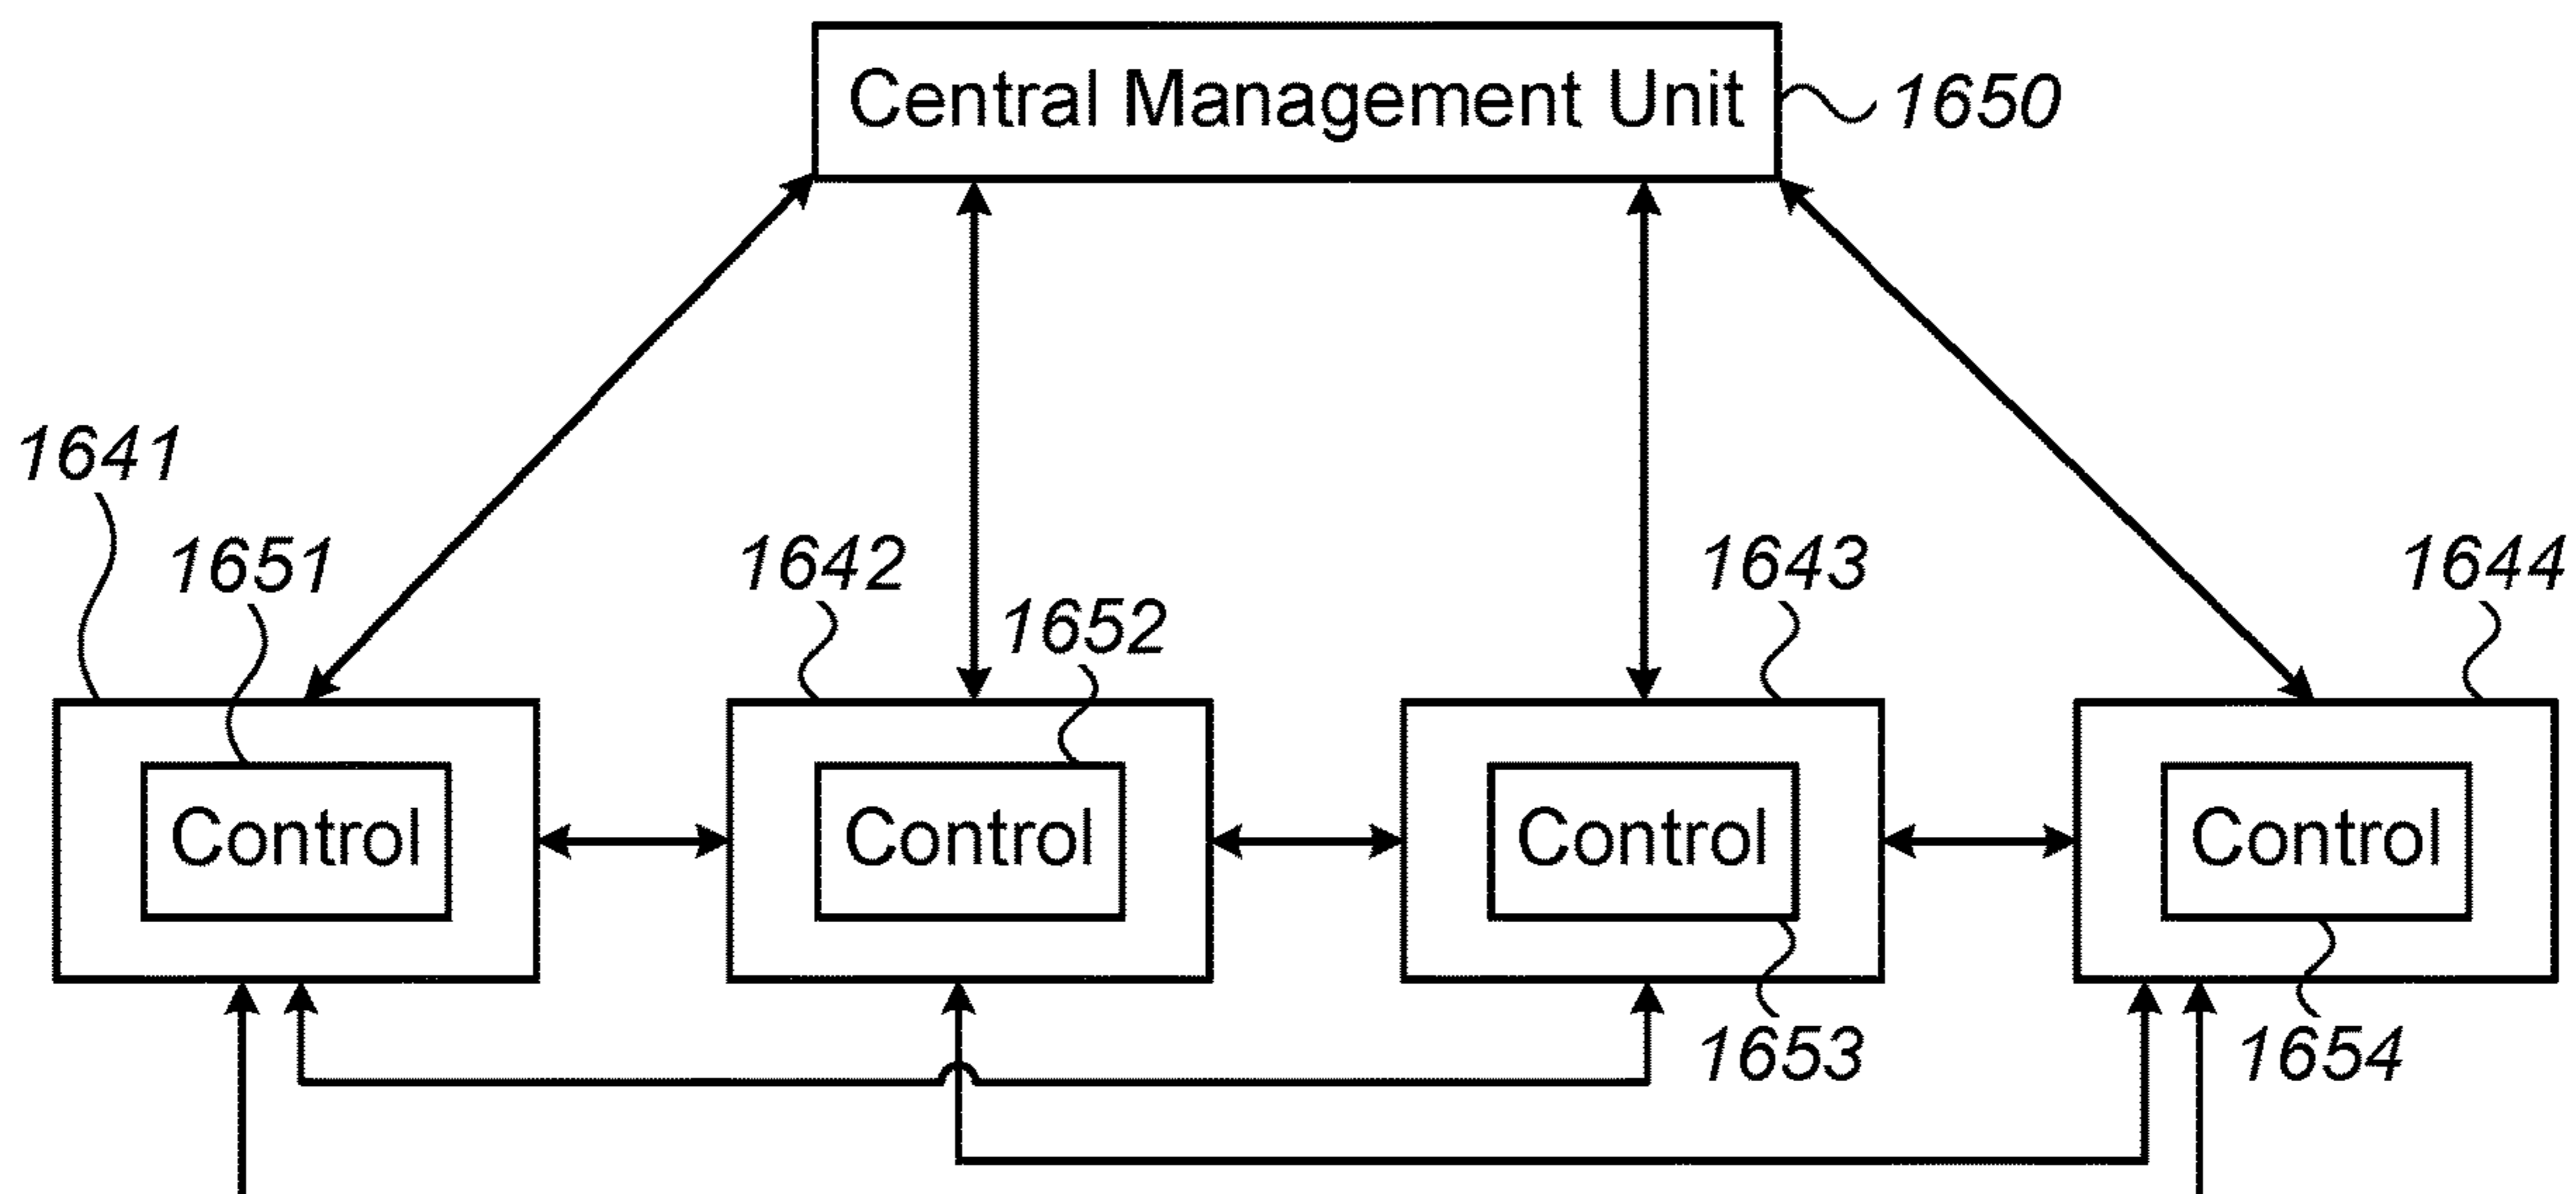 Central Management Unit 1650
1641
1651
1642
1652
1643
1644
Control
Control
Control
Control
1653
1654